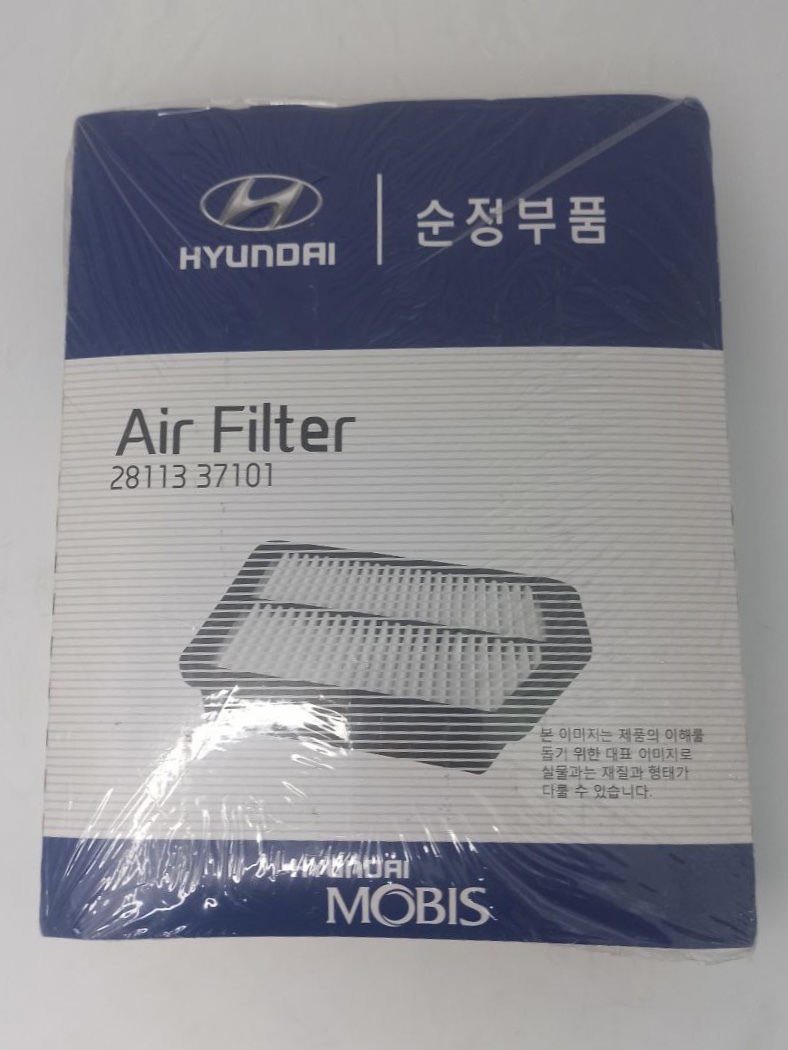 HYUNDAI
순정부품
Air Filter
28113 37101
본 이미지는 제품의 이해를
돕기 위한 대표 이미지로
실물과는 재질과 형태가
다를 수 있습니다.
HYUNDAI
MOBIS